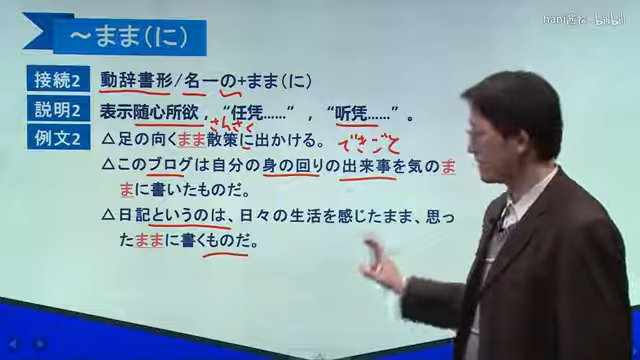 ～まま(に)
接続2 動辞書形/名ーの+まま(に)
説明2 表示随心所欲，“任凭……”，“听凭……”。
さんさく
例文2 △足の向くまま散策に出かける。 できごと
△このブログは自分の身の回りの出来事を気のま
まに書いたものだ。
△日記というのは、日々の生活を感じたまま、思っ
たままに書くものだ。